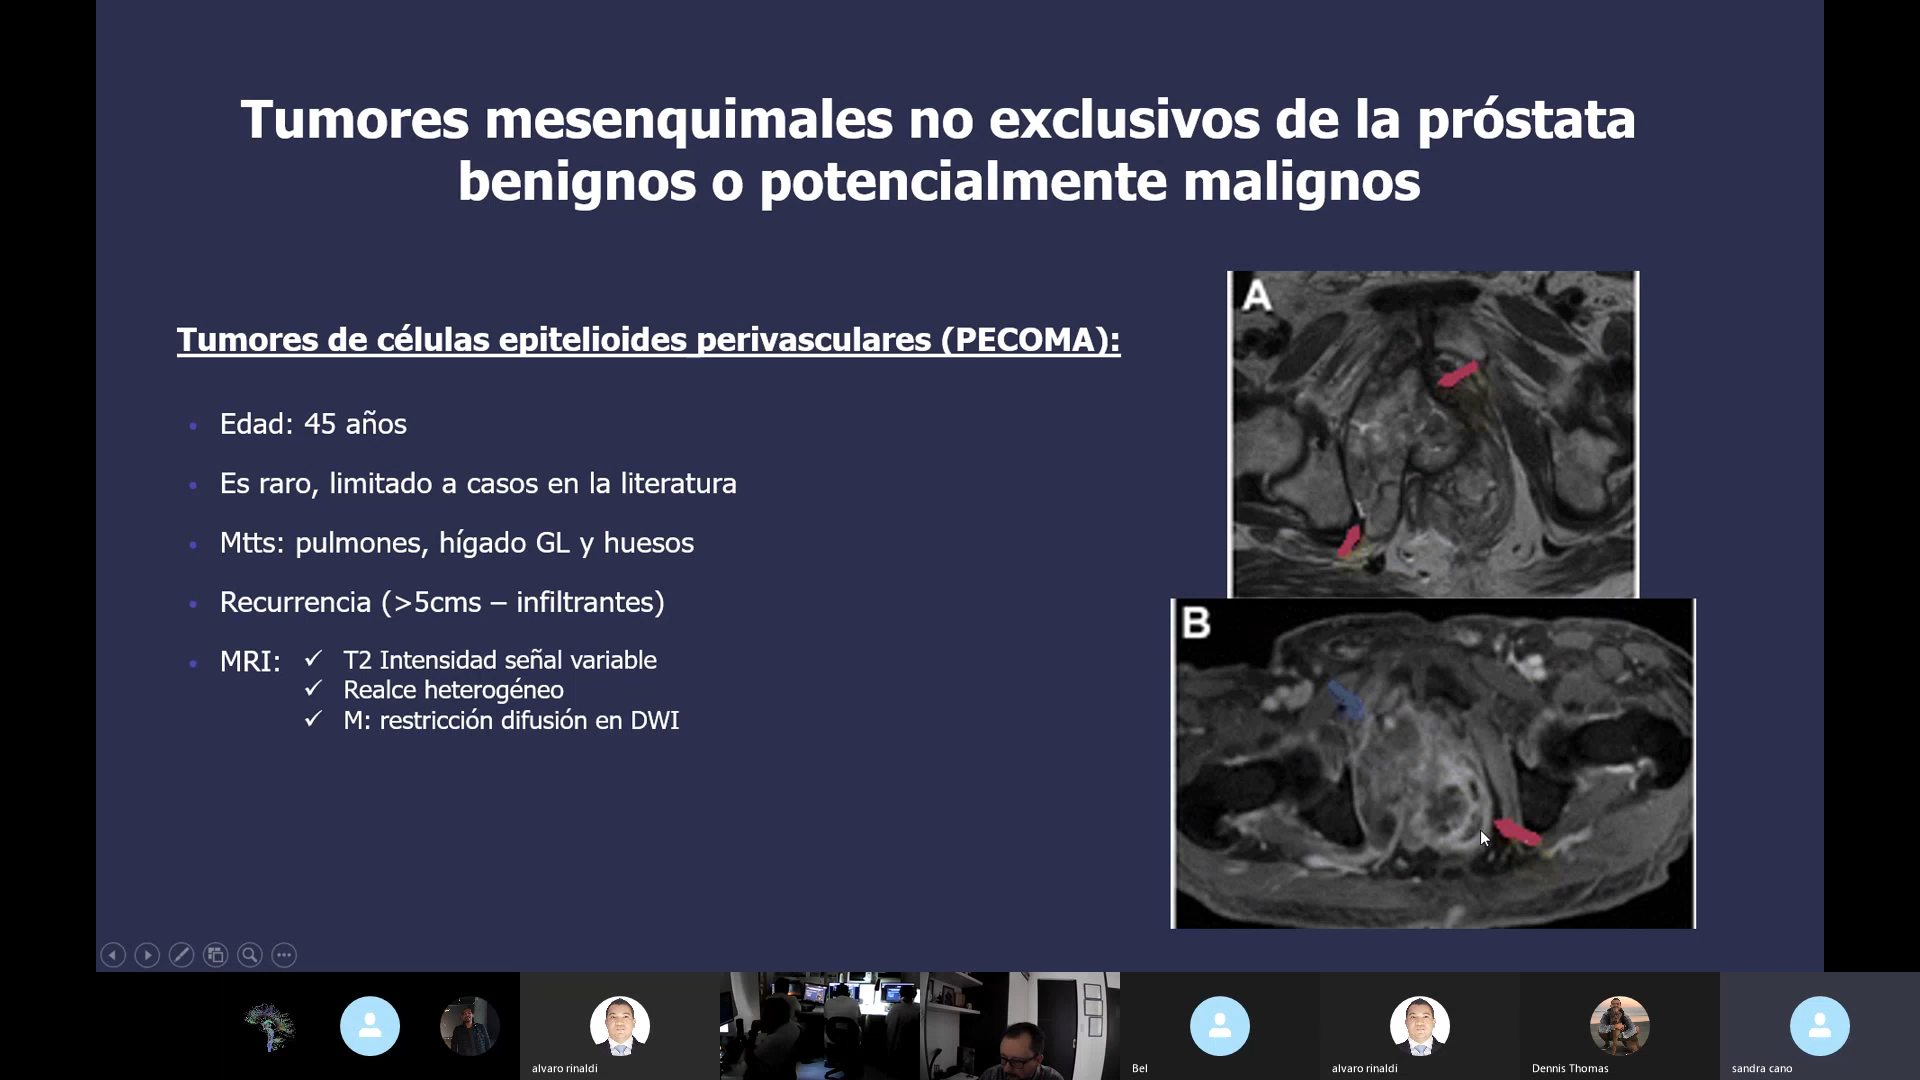 Tumores mesenquimales no exclusivos de la próstata
benignos o potencialmente malignos
Tumores de células epitelioides perivasculares (PECOMA):
Edad: 45 años
Es raro, limitado a casos en la literatura
Mtts: pulmones, hígado GL y huesos
Recurrencia (>5cms – infiltrantes)
MRI:
✓ T2 Intensidad señal variable
✓ Realce heterogéneo
✓ M: restricción difusión en DWI
A
B
alvaro rinaldi
Bel
alvaro rinaldi
Dennis Thomas
sandra cano